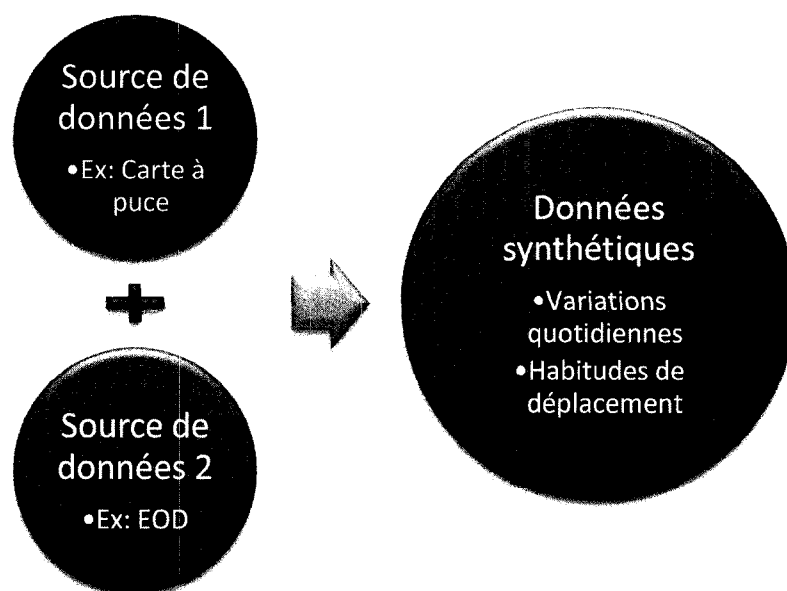 Source de
données 1
•Ex: Carte à
puce
+
Source de
données 2
•Ex: EOD
Données
synthétiques
•Variations
quotidiennes
•Habitudes de
déplacement